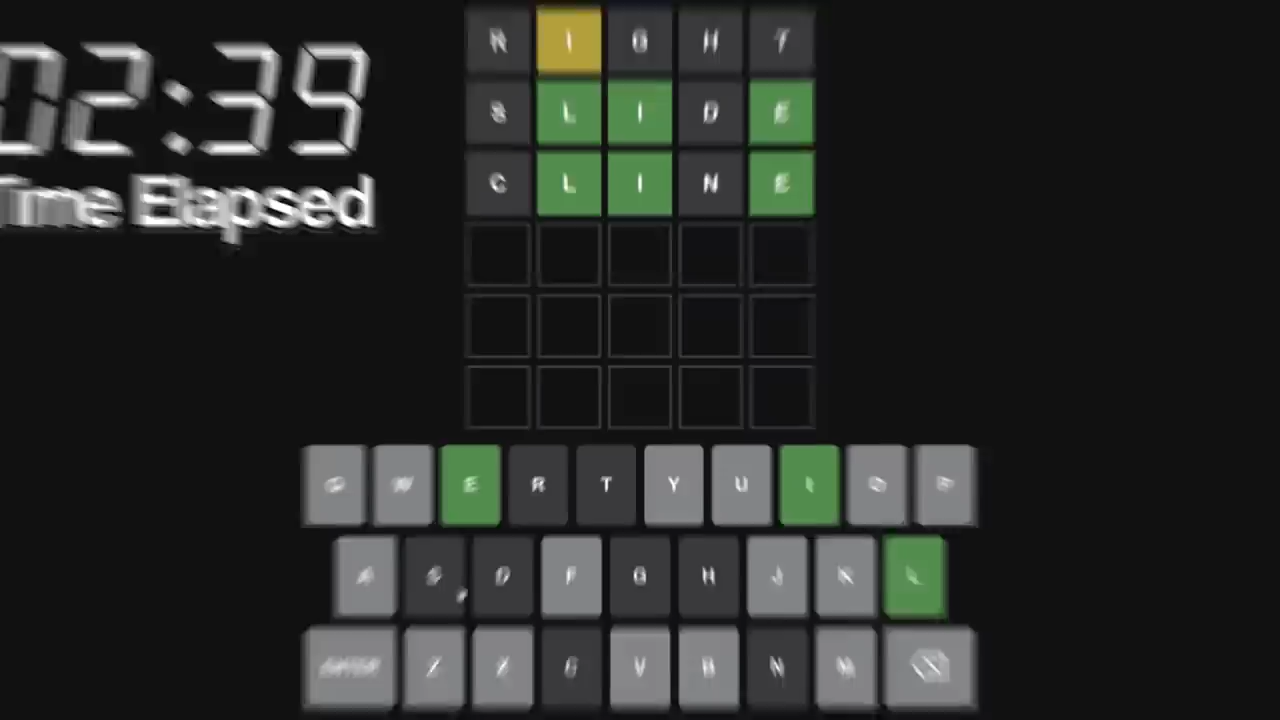 02:39
Time Elapsed
R I G H T
S L I D E
C L I N E
Q W E R T Y U I O P
A S D F G H J K L
ENTER Z X C V B N M